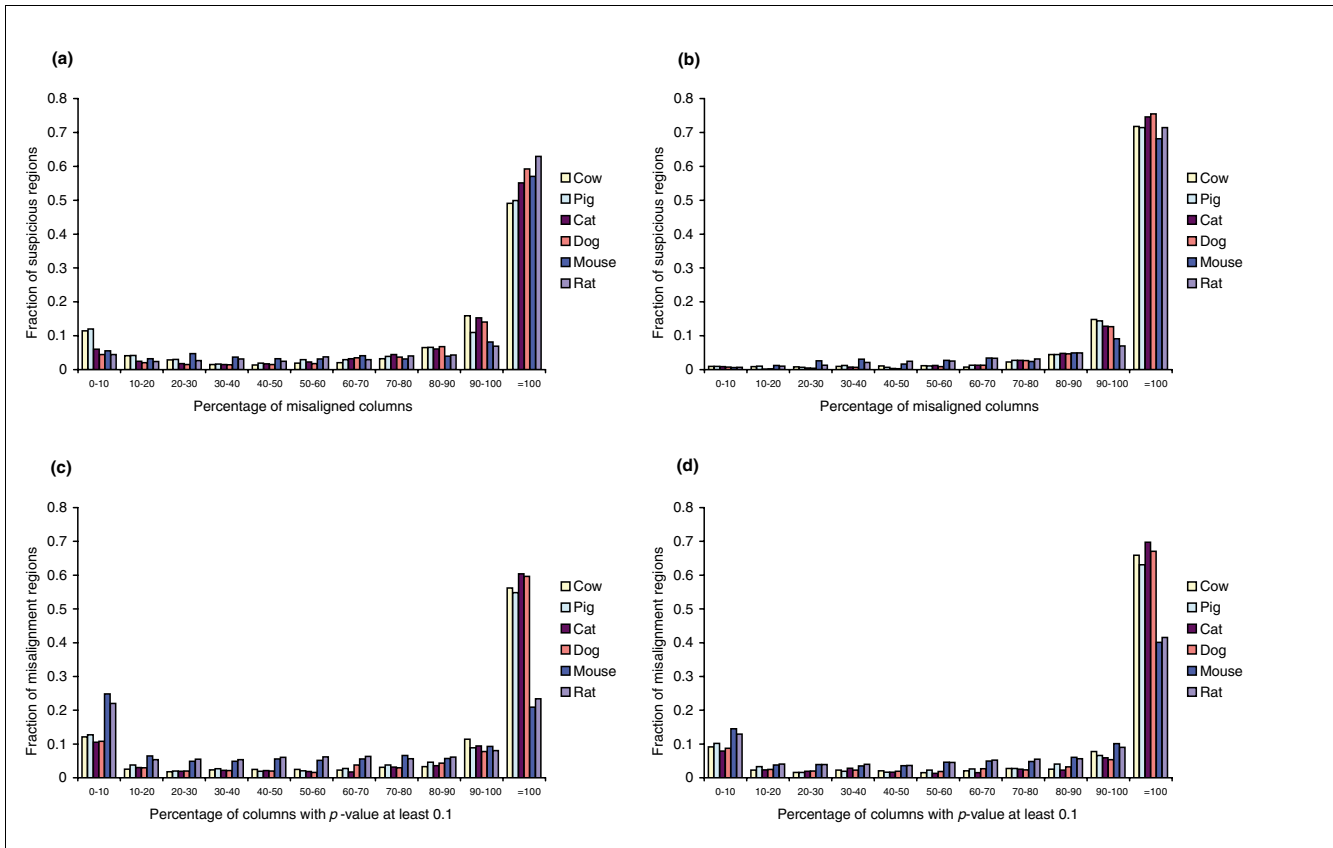 (a)
Fraction of suspicious regions
0.8
0.7
0.6
0.5
0.4
0.3
0.2
0.1
0
0-10 10-20 20-30 30-40 40-50 50-60 60-70 70-80 80-90 90-100 =100
Percentage of misaligned columns
Cow
Pig
Cat
Dog
Mouse
Rat
(b)
Fraction of suspicious regions
0.8
0.7
0.6
0.5
0.4
0.3
0.2
0.1
0
0-10 10-20 20-30 30-40 40-50 50-60 60-70 70-80 80-90 90-100 =100
Percentage of misaligned columns
Cow
Pig
Cat
Dog
Mouse
Rat
(c)
Fraction of misalignment regions
0.8
0.7
0.6
0.5
0.4
0.3
0.2
0.1
0
0-10 10-20 20-30 30-40 40-50 50-60 60-70 70-80 80-90 90-100 =100
Percentage of columns with p -value at least 0.1
Cow
Pig
Cat
Dog
Mouse
Rat
(d)
Fraction of misalignment regions
0.8
0.7
0.6
0.5
0.4
0.3
0.2
0.1
0
0-10 10-20 20-30 30-40 40-50 50-60 60-70 70-80 80-90 90-100 =100
Percentage of columns with p-value at least 0.1
Cow
Pig
Cat
Dog
Mouse
Rat